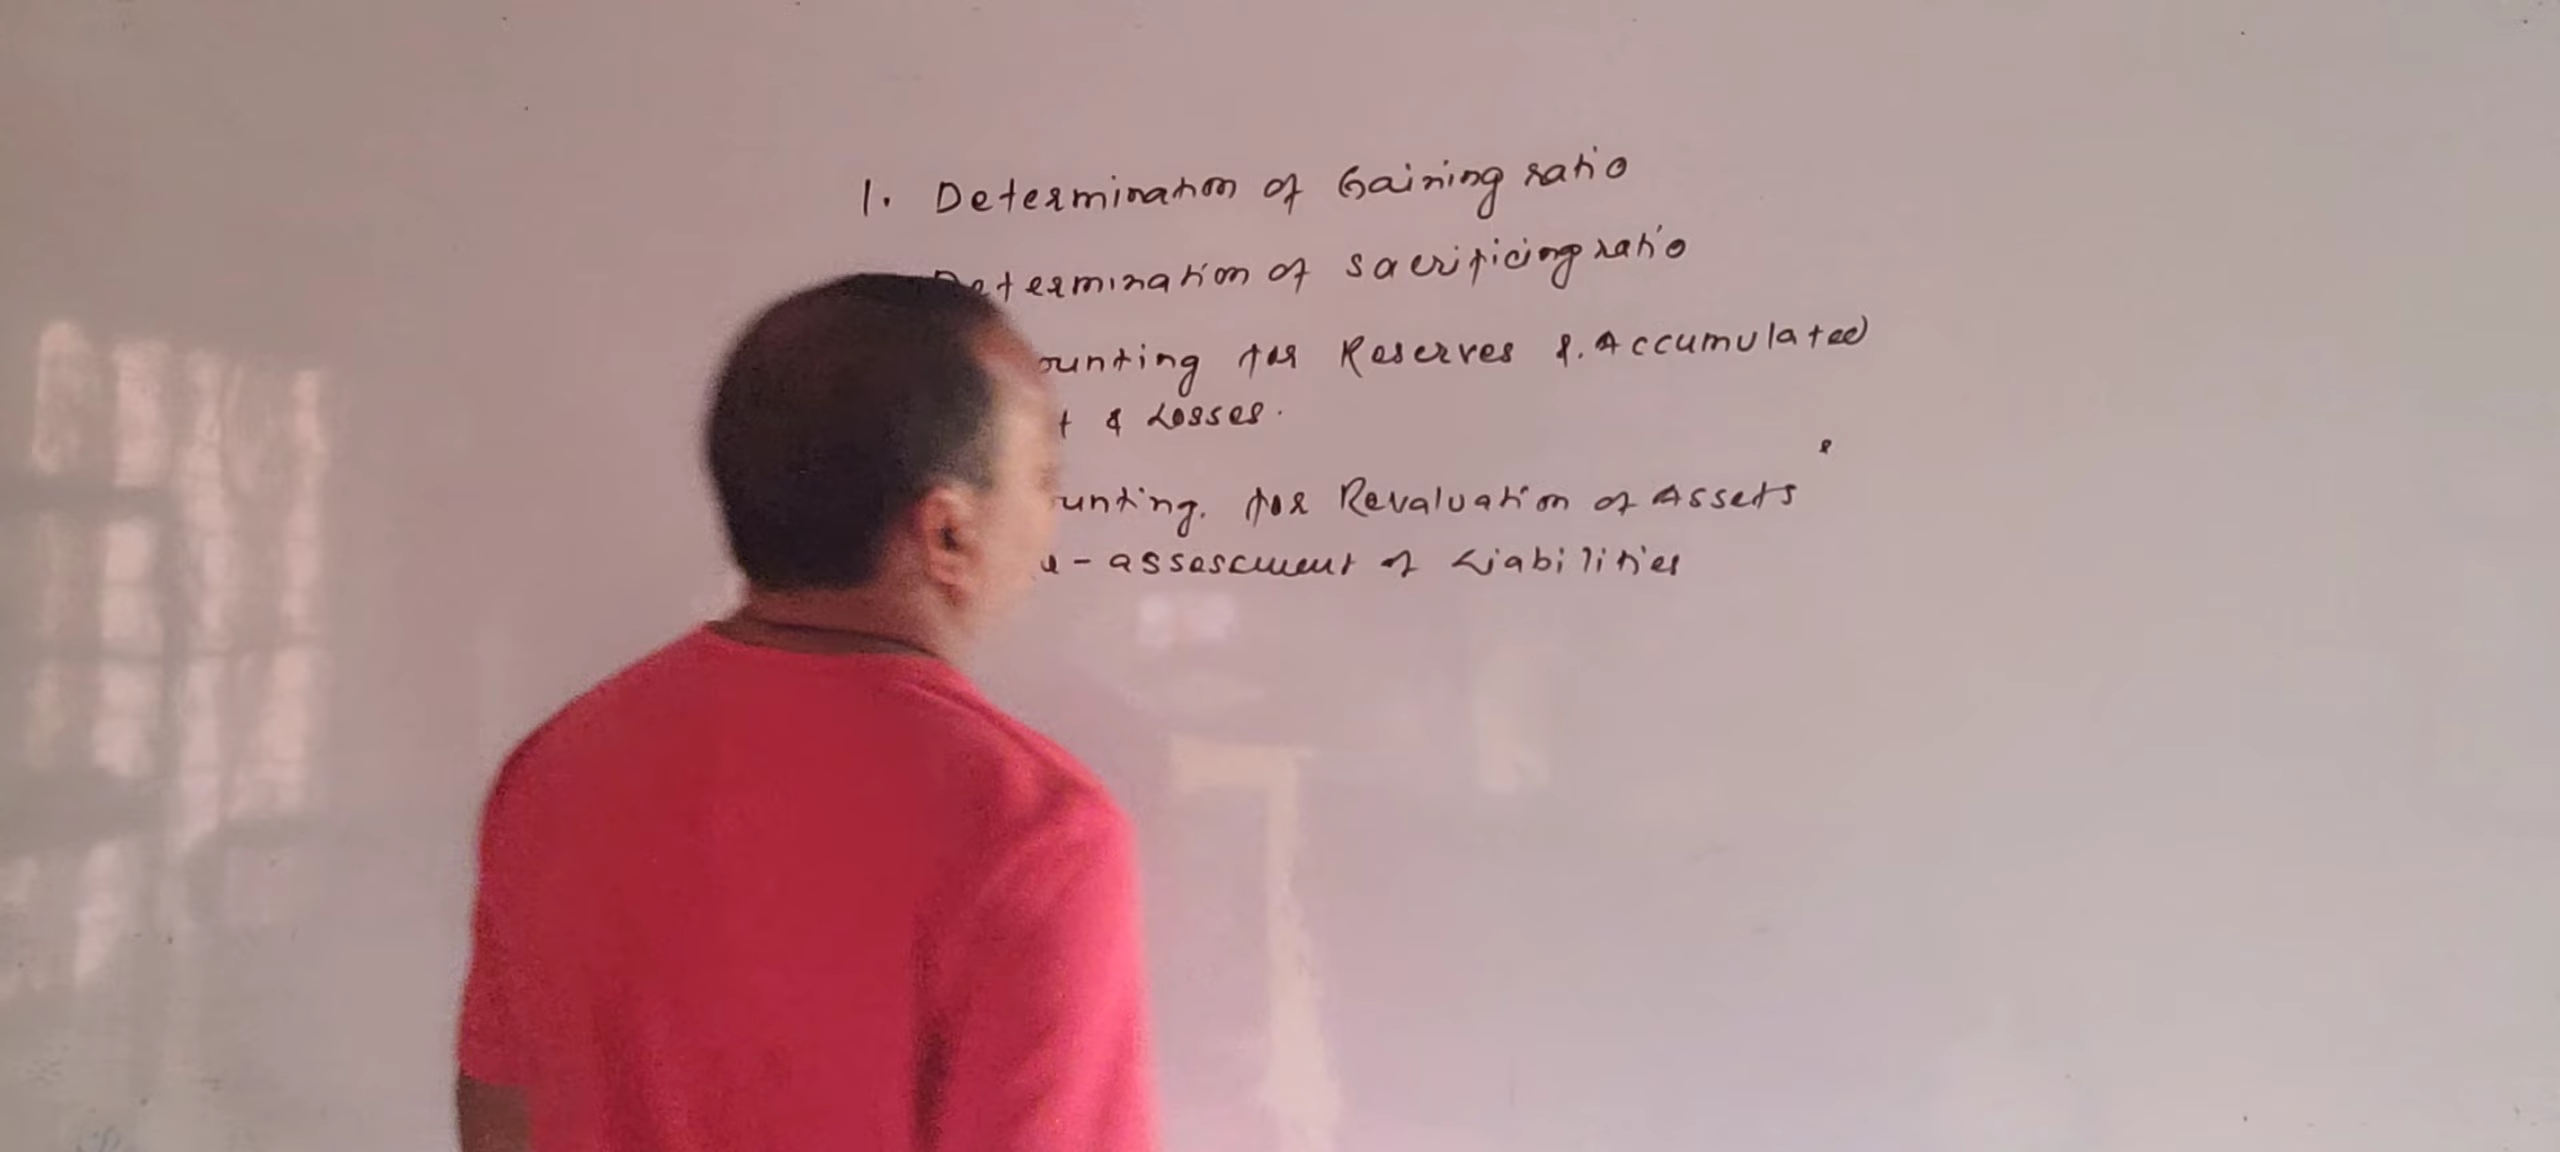 1. Determination of Gaining ratio
Determination of sacrificing ratio
ounting for Reserves &. Accumulated
t & Losses.
&
unting. for Revaluation of Assets
e-assessment of Liabilities